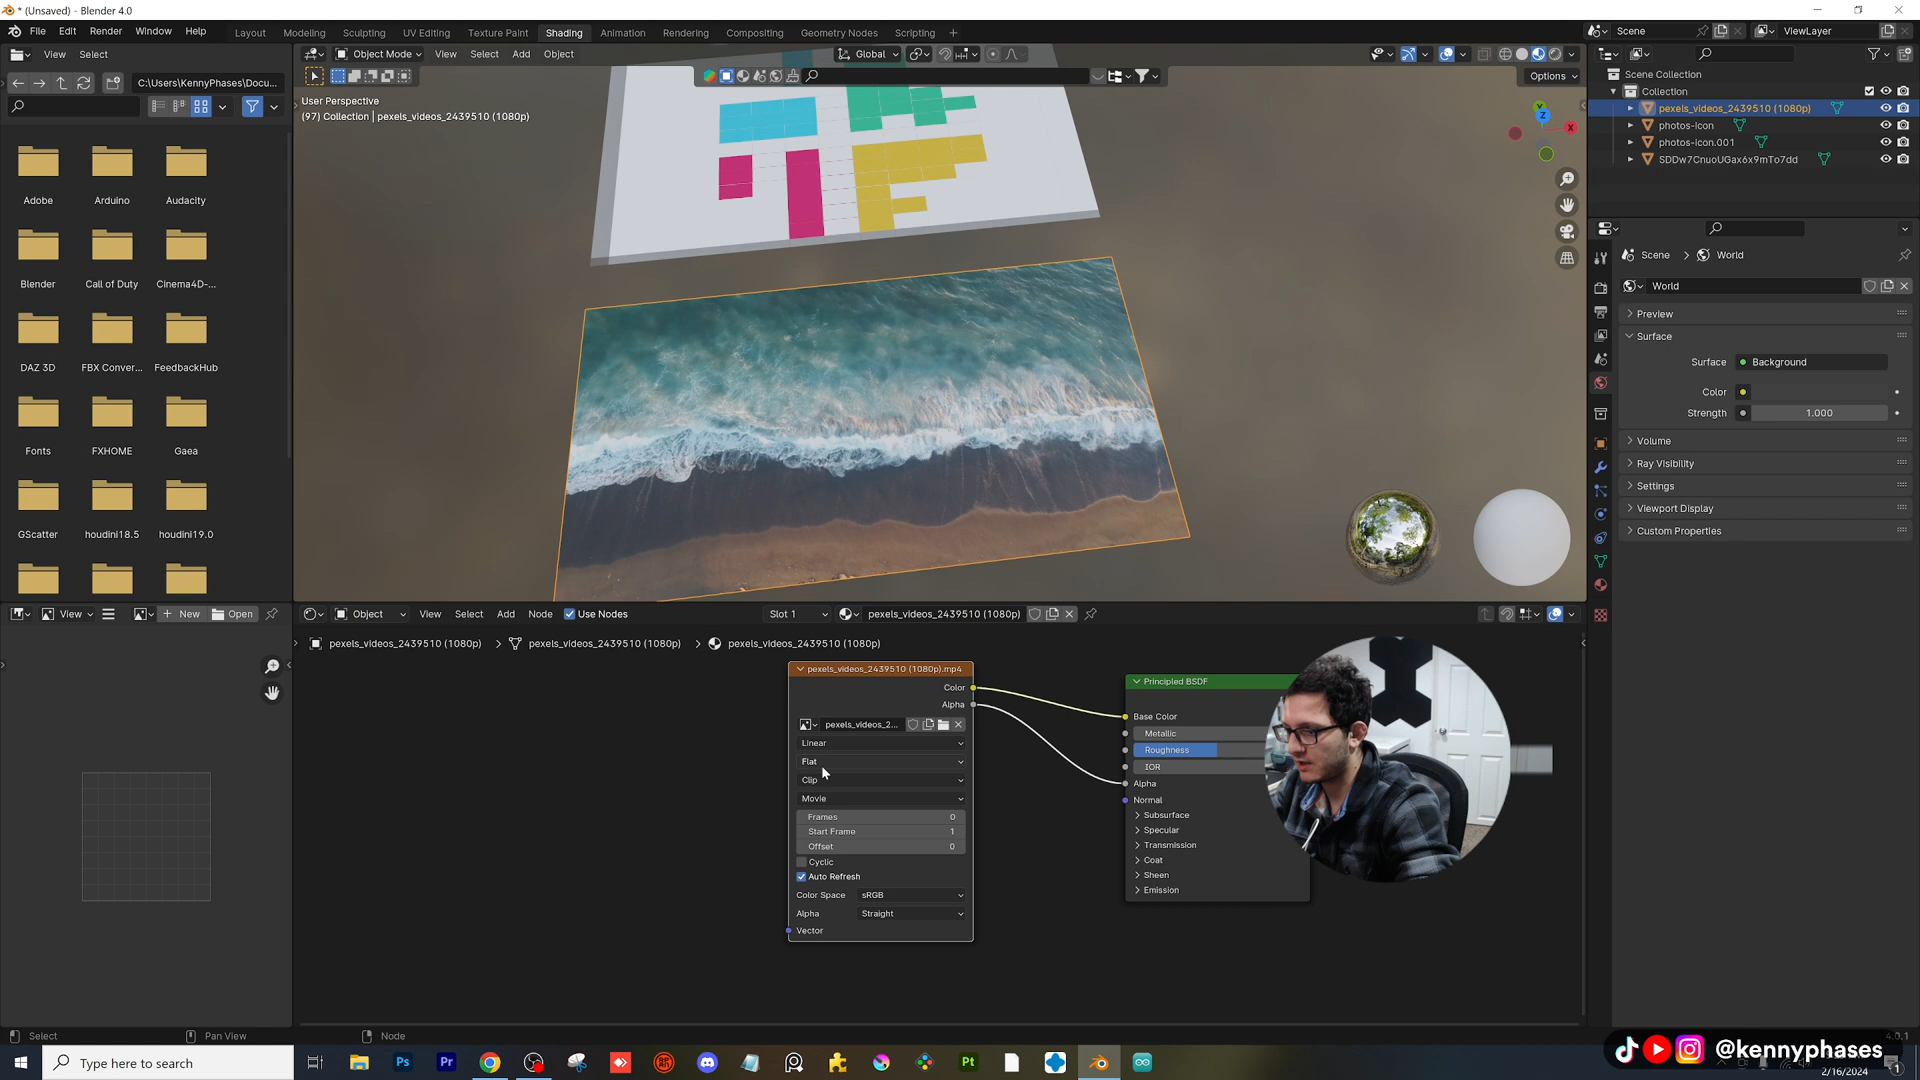 * (Unsaved) - Blender 4.0
File Edit Render Window Help
Layout Modeling Sculpting UV Editing Texture Paint Shading Animation Rendering Compositing Geometry Nodes Scripting +
Scene
ViewLayer
View Select
Object Mode View Select Add Object
Global
C:\Users\KennyPhases\Docu...
Options
User Perspective
(97) Collection | pexels_videos_2439510 (1080p)
Z
X
Y
Scene Collection
Collection
pexels_videos_2439510 (1080p)
photos-icon
photos-icon.001
SDDw7CnuoUGax6x9mTo7dd
Adobe Arduino Audacity
Blender Call of Duty Cinema4D-...
DAZ 3D FBX Conver... FeedbackHub
Fonts FXHOME Gaea
GScatter houdini18.5 houdini19.0
Scene > World
World
Preview
Surface
Surface Background
Color
Strength 1.000
Volume
Ray Visibility
Settings
Viewport Display
Custom Properties
View New Open
Object View Select Add Node Use Nodes Slot 1 pexels_videos_2439510 (1080p)
pexels_videos_2439510 (1080p) > pexels_videos_2439510 (1080p) > pexels_videos_2439510 (1080p)
pexels_videos_2439510 (1080p).mp4
Color
Alpha
pexels_videos_2...
Linear
Flat
Clip
Movie
Frames 0
Start Frame 1
Offset 0
Cyclic
Auto Refresh
Color Space sRGB
Alpha Straight
Vector
Principled BSDF
Base Color
Metallic
Roughness
IOR
Alpha
Normal
Subsurface
Specular
Transmission
Coat
Sheen
Emission
Select Pan View Node
4.0.1
Type here to search
Ps Pr Pt
@kennyphases
2/16/2024
1